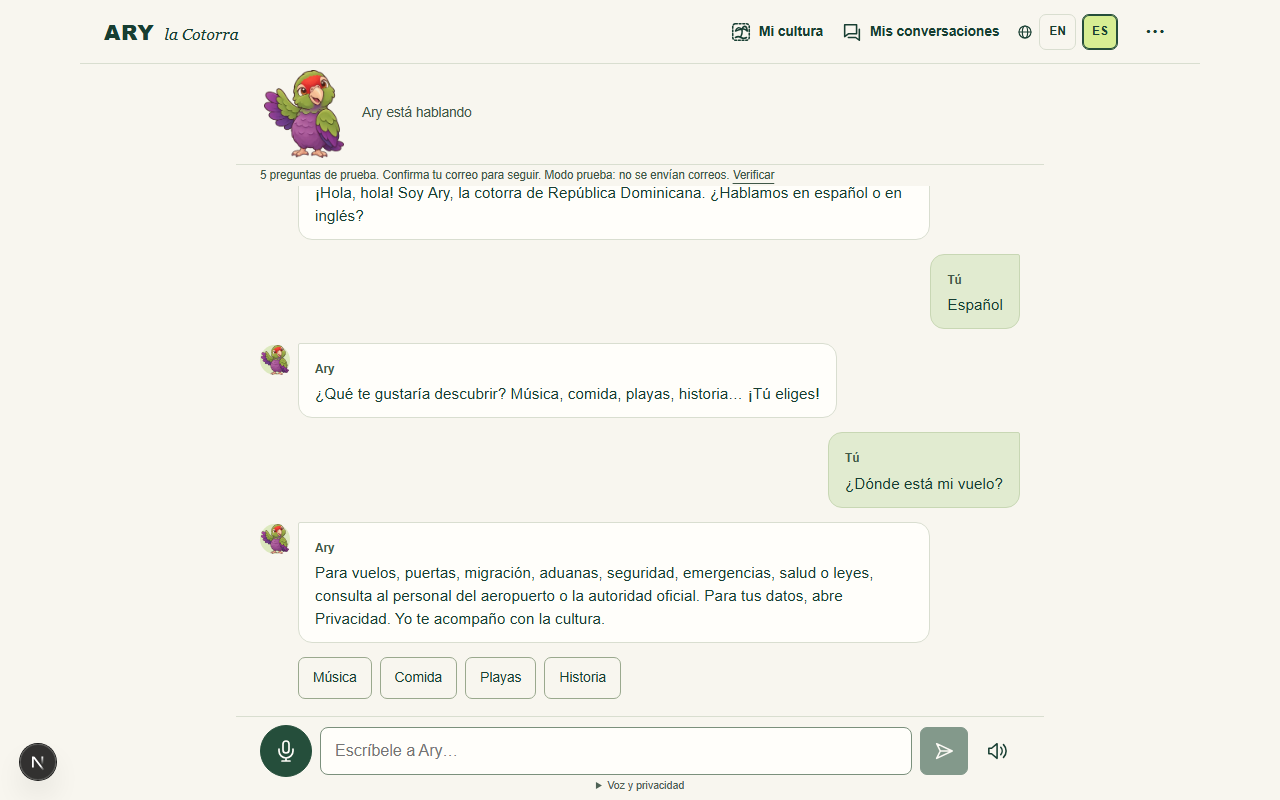 ARY la Cotorra
Mi cultura
Mis conversaciones
EN
ES
Ary está hablando
5 preguntas de prueba. Confirma tu correo para seguir. Modo prueba: no se envían correos. Verificar
¡Hola, hola! Soy Ary, la cotorra de República Dominicana. ¿Hablamos en español o en
inglés?
Tú
Español
Ary
¿Qué te gustaría descubrir? Música, comida, playas, historia… ¡Tú eliges!
Tú
¿Dónde está mi vuelo?
Ary
Para vuelos, puertas, migración, aduanas, seguridad, emergencias, salud o leyes,
consulta al personal del aeropuerto o la autoridad oficial. Para tus datos, abre
Privacidad. Yo te acompaño con la cultura.
Música
Comida
Playas
Historia
Escríbele a Ary…
Voz y privacidad
N